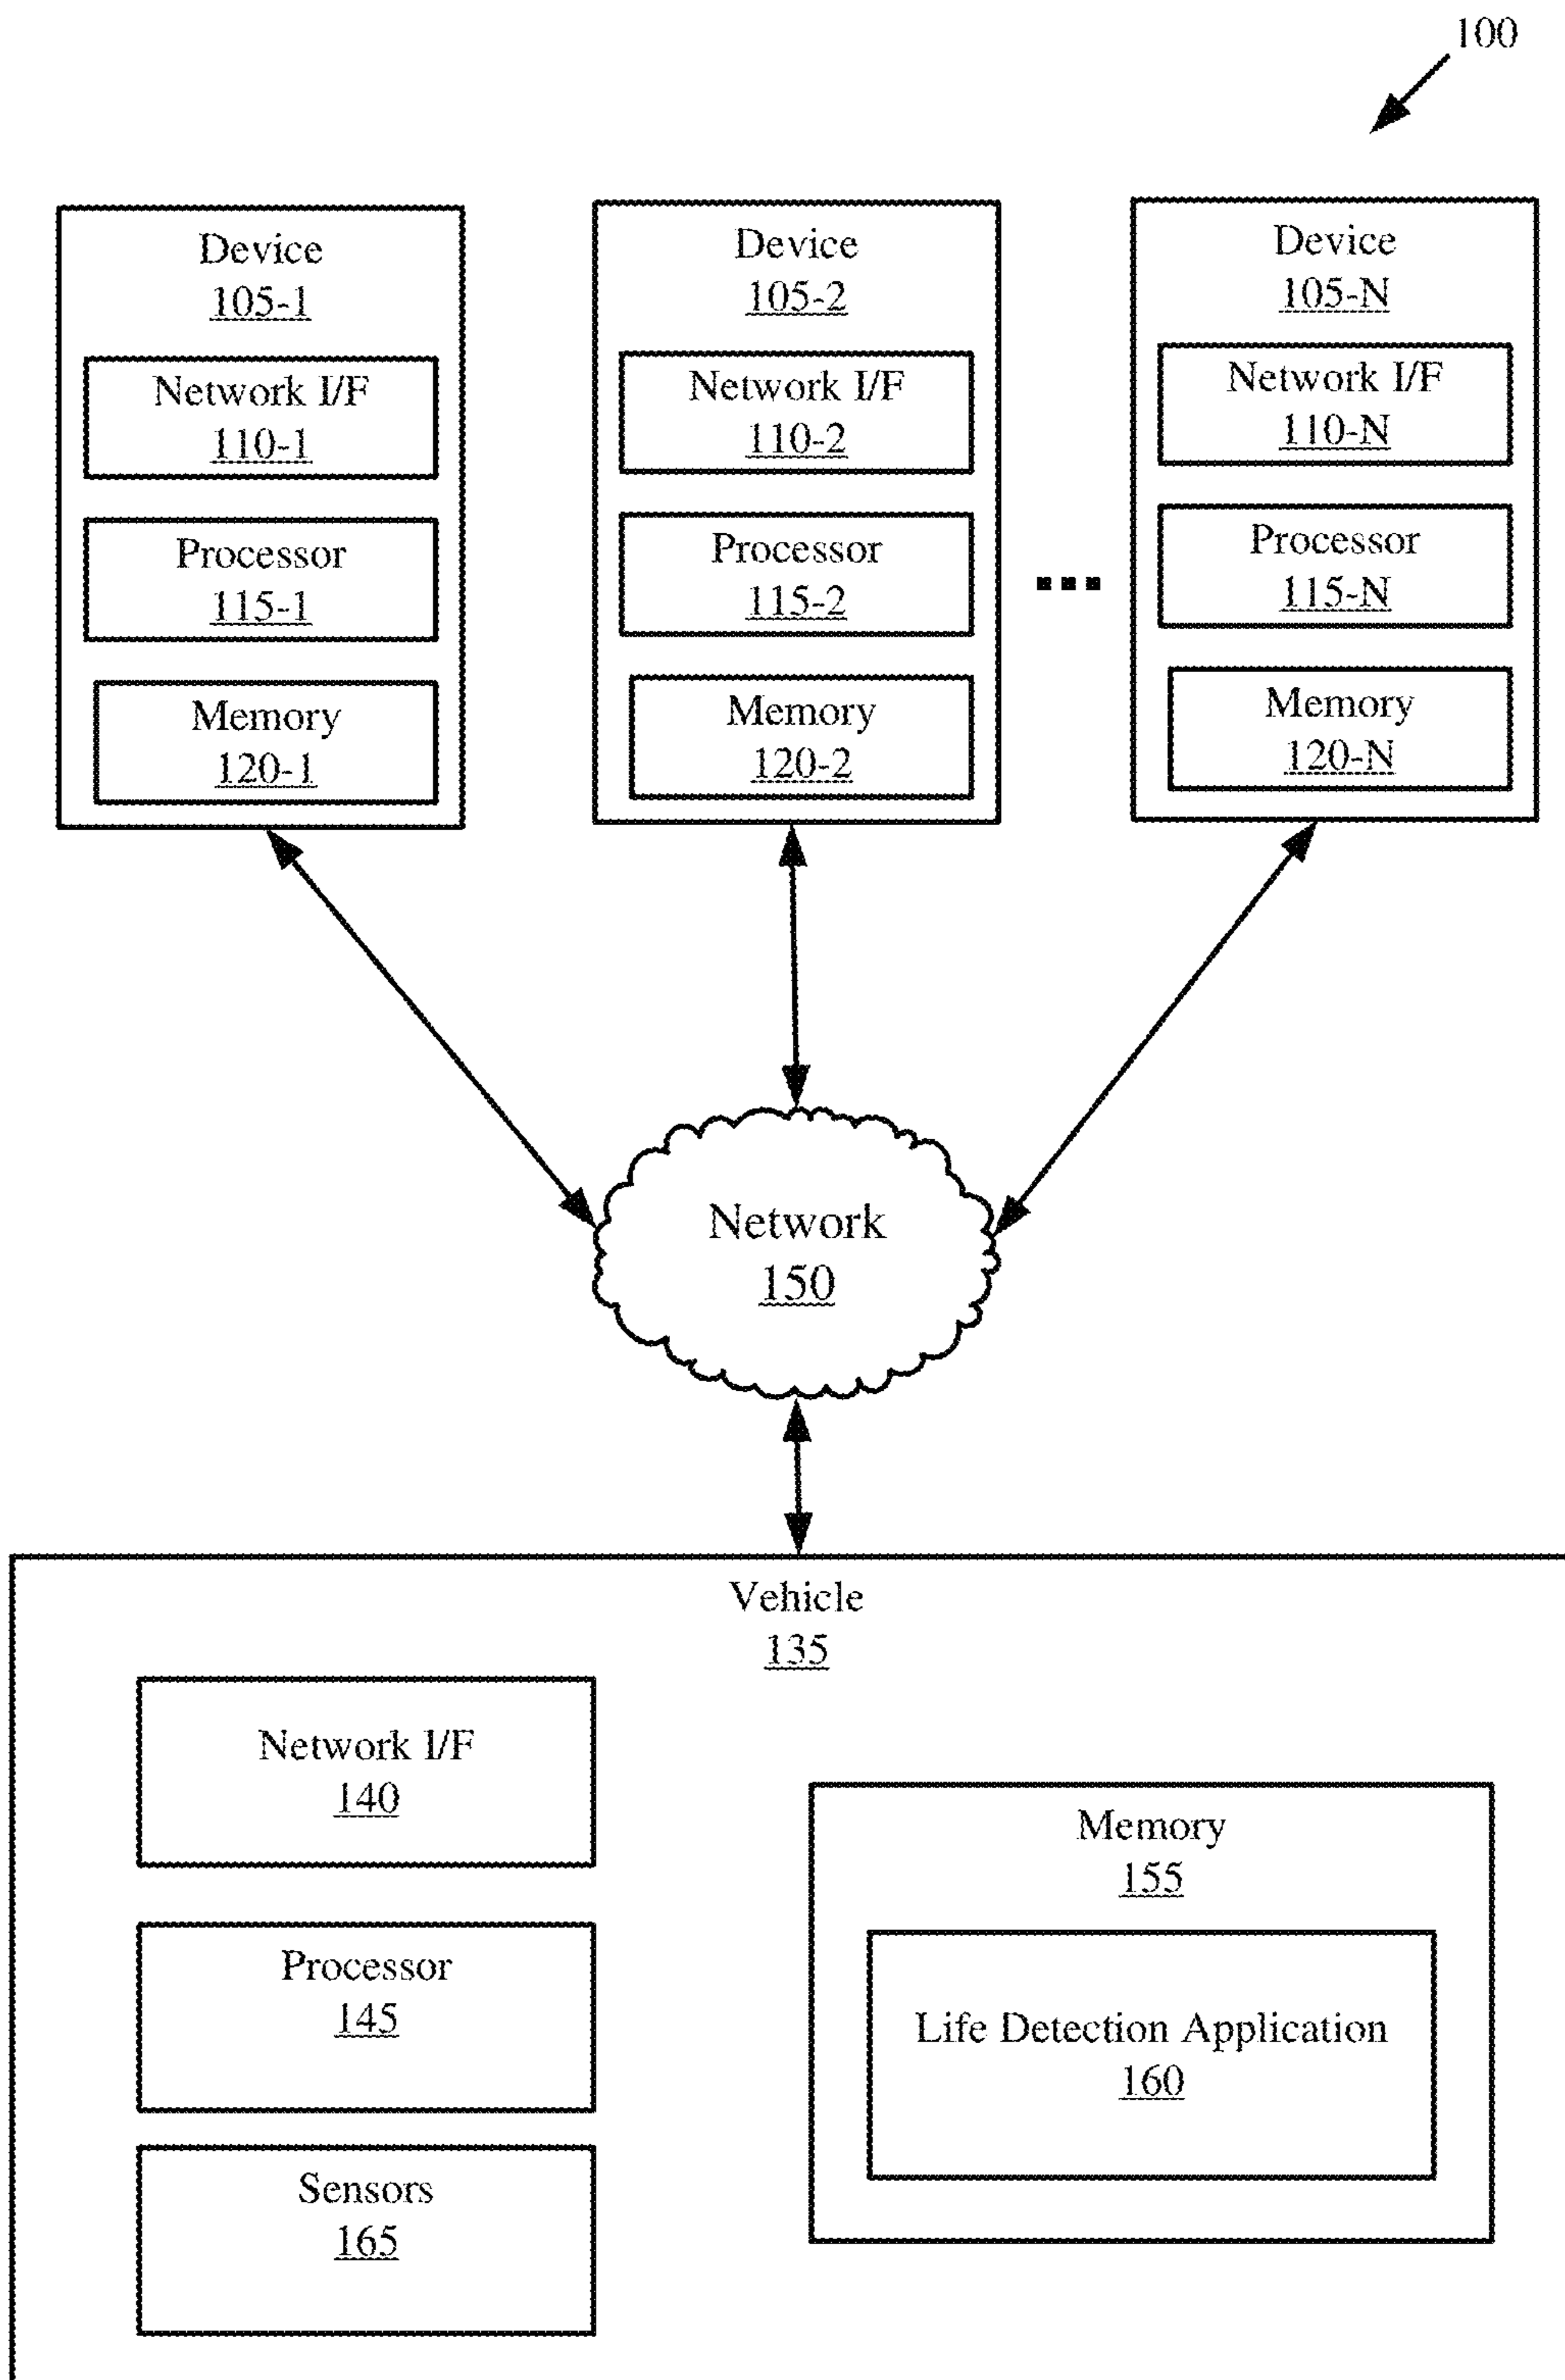 100
Device
105-1
Network I/F
110-1
Processor
115-1
Memory
120-1
Device
105-2
Network I/F
110-2
Processor
115-2
Memory
120-2
...
Device
105-N
Network I/F
110-N
Processor
115-N
Memory
120-N
Network
150
Vehicle
135
Network I/F
140
Processor
145
Sensors
165
Memory
155
Life Detection Application
160